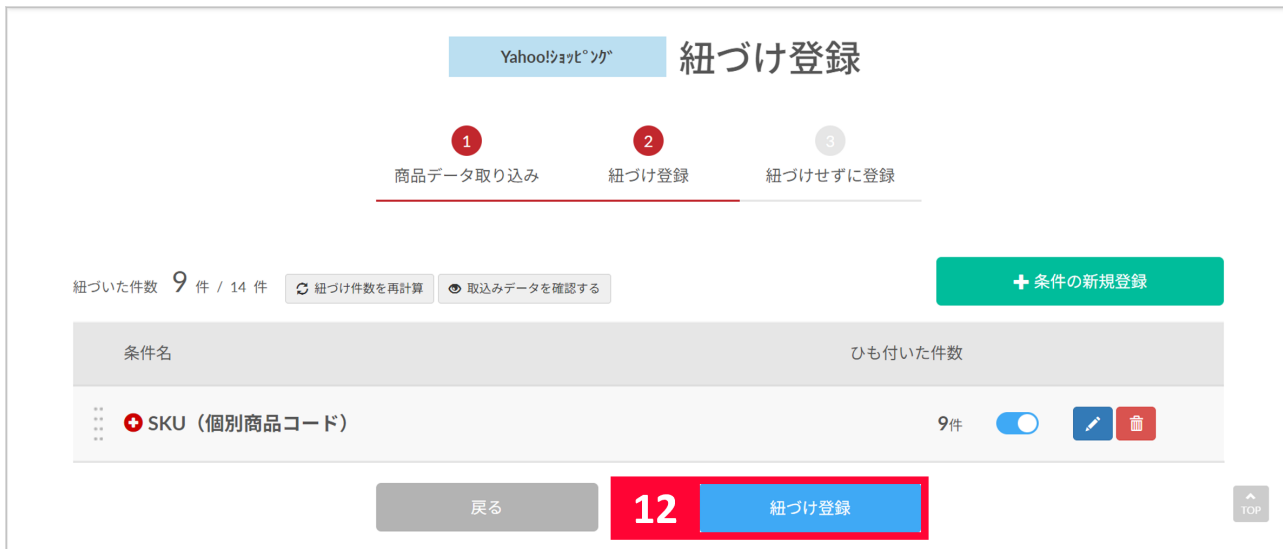 Yahoo!ｼｮｯﾋﾟﾝｸﾞ 紐づけ登録
1 2 3
商品データ取り込み 紐づけ登録 紐づけせずに登録
紐づいた件数 9 件 / 14 件 紐づけ件数を再計算 取込みデータを確認する + 条件の新規登録
条件名 ひも付いた件数
SKU（個別商品コード） 9件
戻る 12 紐づけ登録
TOP